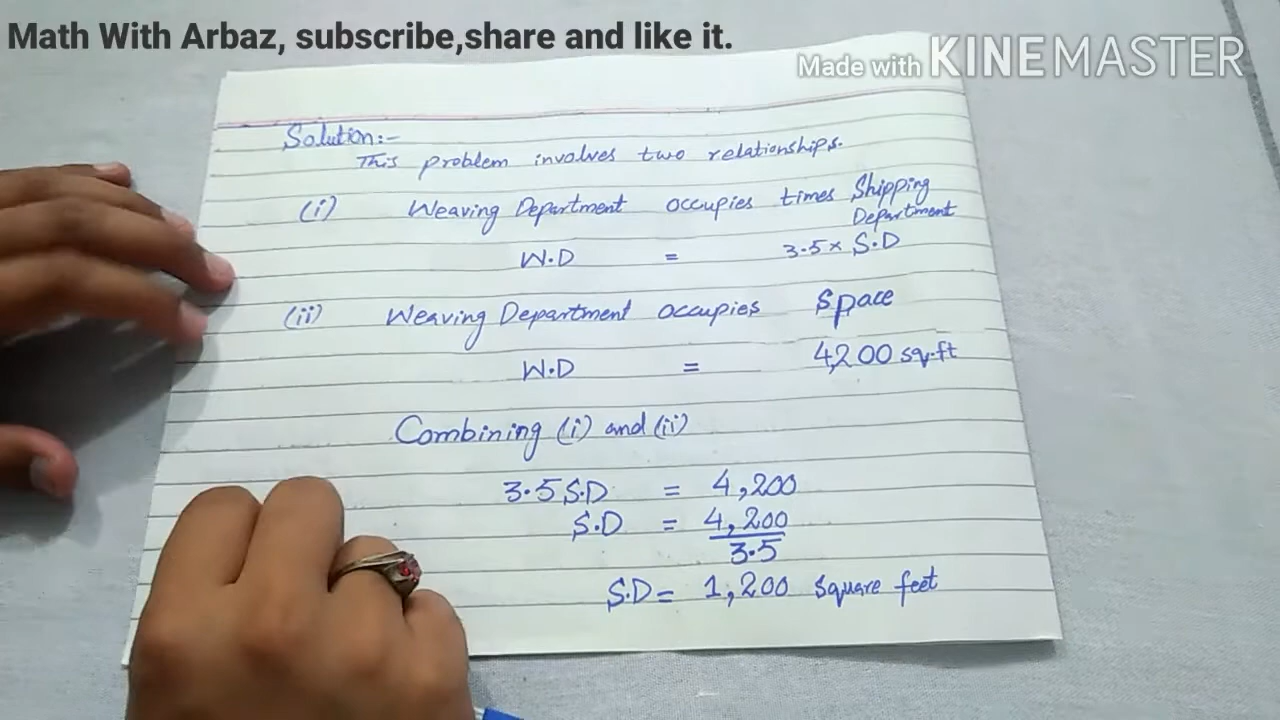 Math With Arbaz, subscribe,share and like it.
Made with KINEMASTER
Solution:-
This problem involves two relationships.
(i) Weaving Department occupies times Shipping
Department
W.D = 3.5× S.D
(ii) Weaving Department occupies Space
W.D = 4,200 sq.ft
Combining (i) and (ii)
3.5 S.D = 4,200
S.D = 4,200
3.5
S.D = 1,200 Square feet